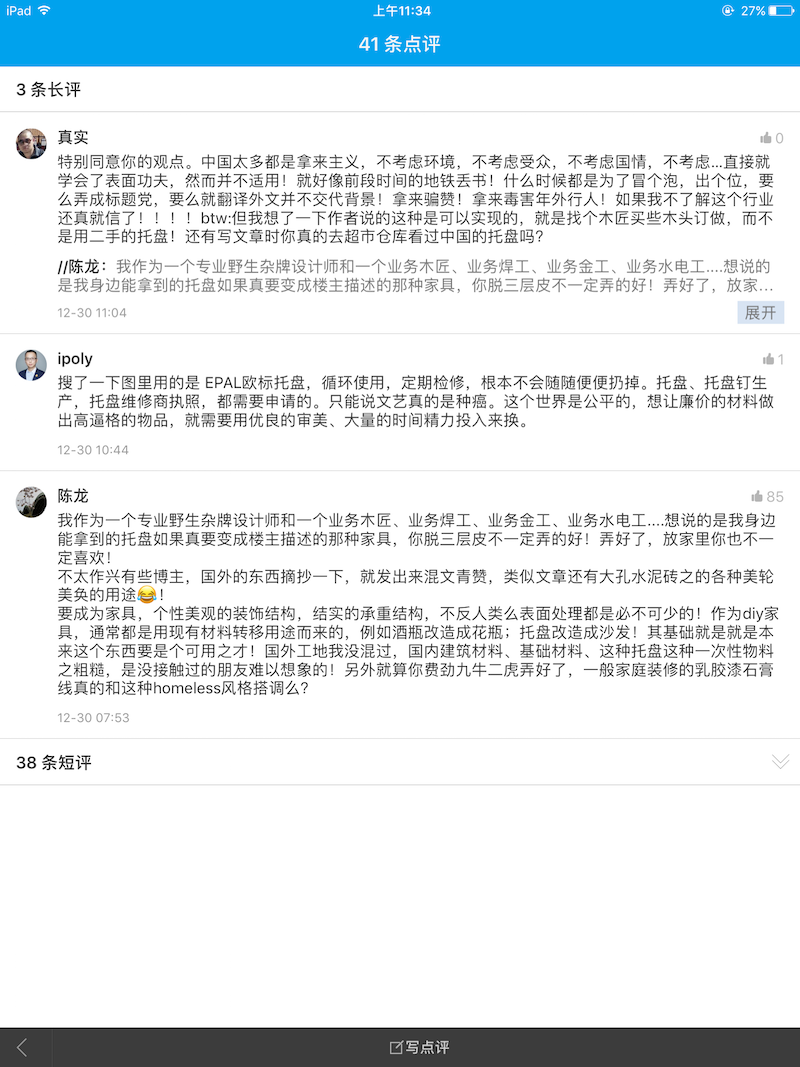 iPad 上午11:34 27%
41 条点评
3 条长评
真实 0
特别同意你的观点。中国太多都是拿来主义，不考虑环境，不考虑受众，不考虑国情，不考虑...直接就
学会了表面功夫，然而并不适用！就好像前段时间的地铁丢书！什么时候都是为了冒个泡，出个位，要
么弄成标题党，要么就翻译外文并不交代背景！拿来骗赞！拿来毒害年外行人！如果我不了解这个行业
还真就信了！！！！btw:但我想了一下作者说的这种是可以实现的，就是找个木匠买些木头订做，而不
是用二手的托盘！还有写文章时你真的去超市仓库看过中国的托盘吗?
//陈龙：我作为一个专业野生杂牌设计师和一个业务木匠、业务焊工、业务金工、业务水电工....想说的
是我身边能拿到的托盘如果真要变成楼主描述的那种家具，你脱三层皮不一定弄的好！弄好了，放家...
12-30 11:04 展开
ipoly 1
搜了一下图里用的是 EPAL欧标托盘，循环使用，定期检修，根本不会随随便便扔掉。托盘、托盘钉生
产，托盘维修商执照，都需要申请的。只能说文艺真的是种癌。这个世界是公平的，想让廉价的材料做
出高逼格的物品，就需要用优良的审美、大量的时间精力投入来换。
12-30 10:44
陈龙 85
我作为一个专业野生杂牌设计师和一个业务木匠、业务焊工、业务金工、业务水电工....想说的是我身边
能拿到的托盘如果真要变成楼主描述的那种家具，你脱三层皮不一定弄的好！弄好了，放家里你也不一
定喜欢！
不太作兴有些博主，国外的东西摘抄一下，就发出来混文青赞，类似文章还有大孔水泥砖之的各种美轮
美奂的用途😂！
要成为家具，个性美观的装饰结构，结实的承重结构，不反人类么表面处理都是必不可少的！作为diy家
具，通常都是用现有材料转移用途而来的，例如酒瓶改造成花瓶；托盘改造成沙发！其基础就是就是本
来这个东西要是个可用之才！国外工地我没混过，国内建筑材料、基础材料、这种托盘这种一次性物料
之粗糙，是没接触过的朋友难以想象的！另外就算你费劲九牛二虎弄好了，一般家庭装修的乳胶漆石膏
线真的和这种homeless风格搭调么?
12-30 07:53
38 条短评
写点评